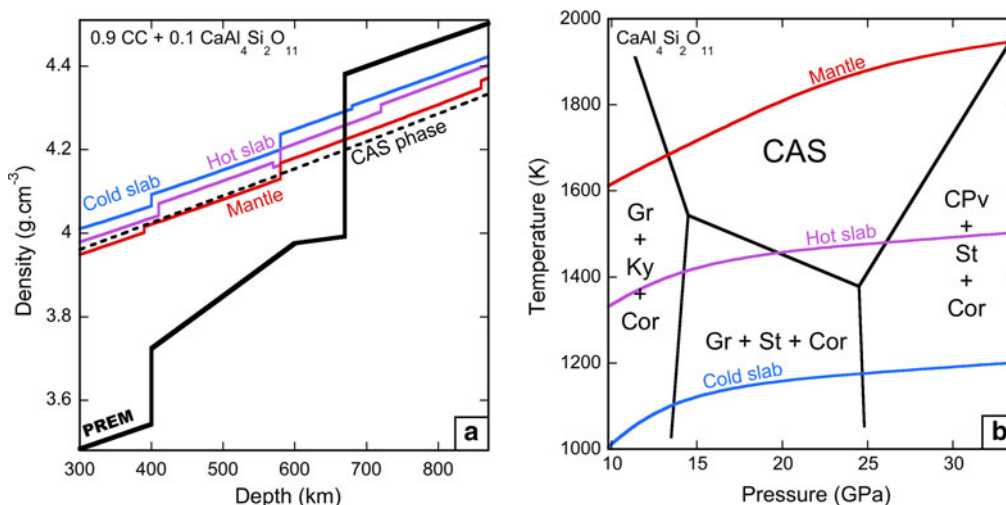 0.9 CC + 0.1 CaAl4Si2O11
Density (g.cm-3)
4.4
4.2
4
3.8
3.6
Cold slab
Hot slab
Mantle
CAS phase
PREM
a
300
400
500
600
700
800
Depth (km)
CaAl4Si2O11
Temperature (K)
2000
1800
1600
1400
1200
1000
Mantle
CAS
Gr
+
Ky
+
Cor
Hot slab
CPv
+
St
+
Cor
Gr + St + Cor
Cold slab
b
10
15
20
25
30
Pressure (GPa)